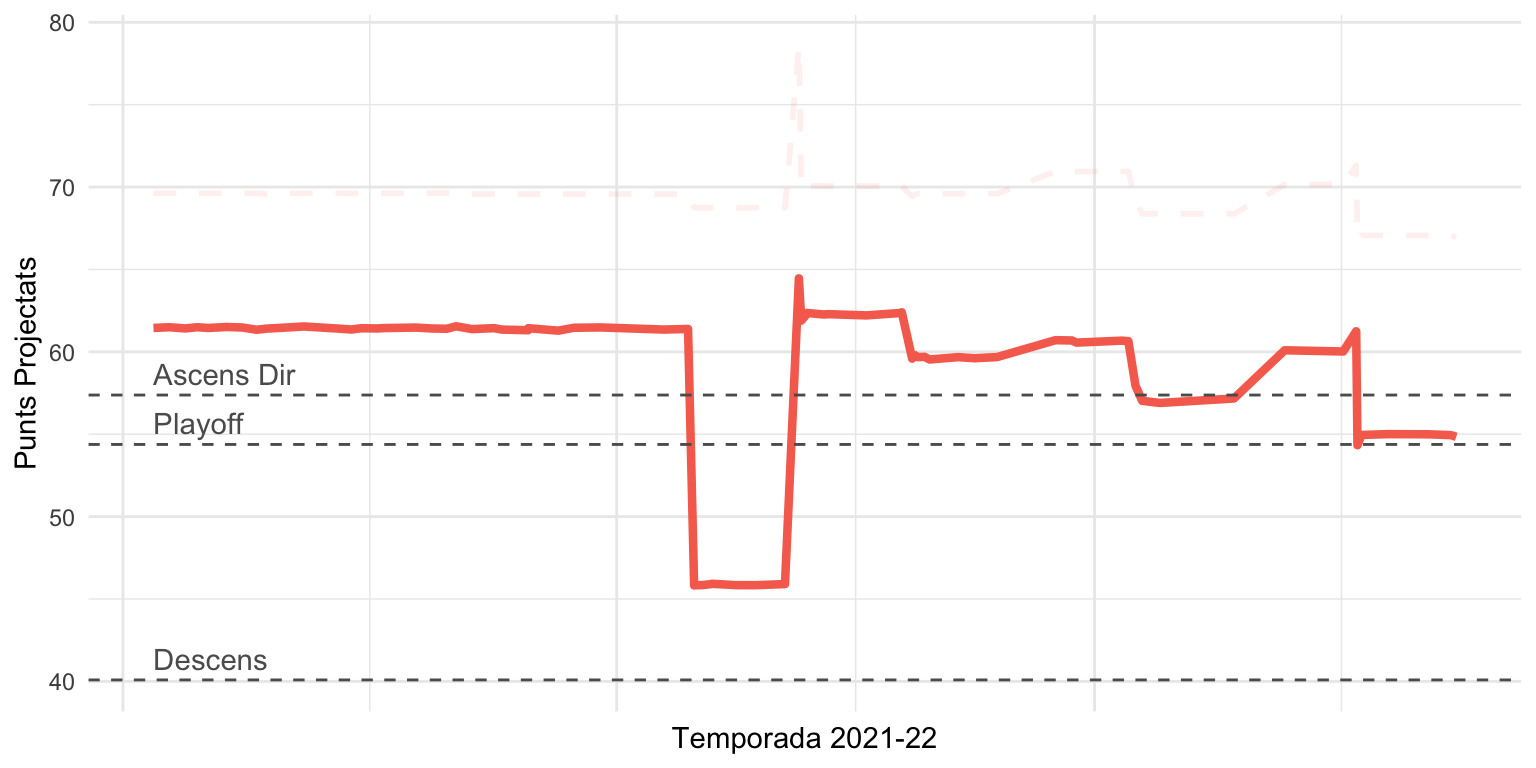 80
70
60
50
40
Punts Projectats
Ascens Dir
Playoff
Descens
Temporada 2021-22